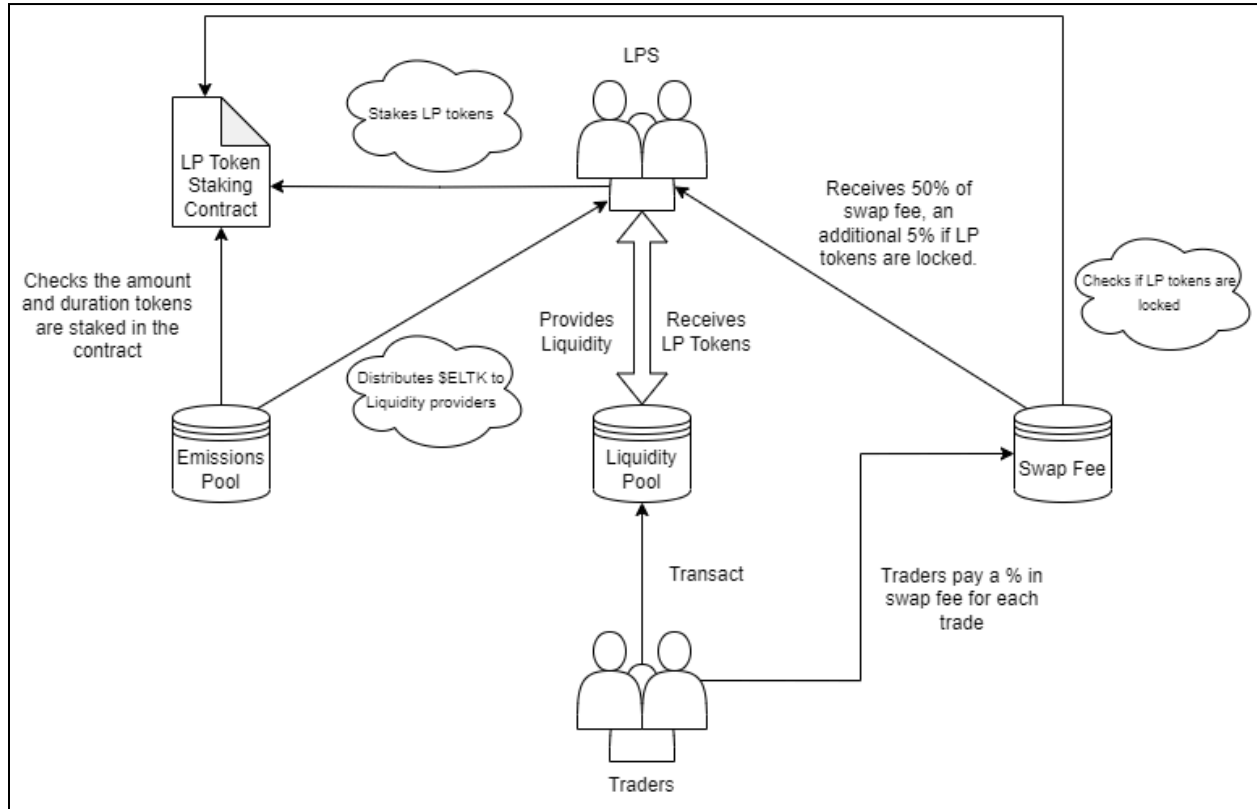 LPS
Stakes LP tokens
LP Token
Staking
Contract
Receives 50% of
swap fee, an
additional 5% if LP
tokens are locked.
Checks if LP tokens are
locked
Checks the amount
and duration tokens
are staked in the
contract
Provides
Liquidity
Receives
LP Tokens
Distributes $ELTK to
Liquidity providers
Emissions
Pool
Liquidity
Pool
Swap Fee
Transact
Traders pay a % in
swap fee for each
trade
Traders